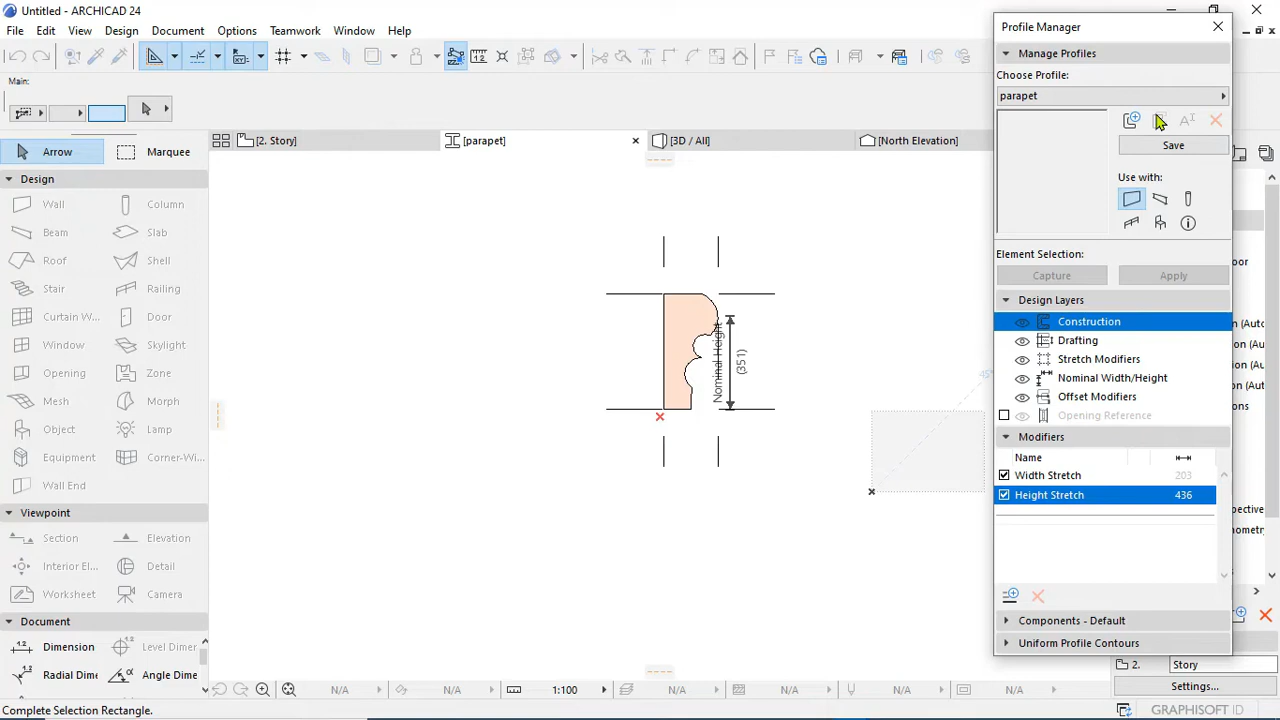 Untitled - ARCHICAD 24
File Edit View Design Document Options Teamwork Window Help
Main:
[2. Story]
[parapet]
[3D / All]
[North Elevation]
Arrow
Marquee
Design
Wall
Column
Beam
Slab
Roof
Shell
Stair
Railing
Curtain W...
Door
Window
Skylight
Opening
Zone
Mesh
Morph
Object
Lamp
Equipment
Corner-Wi...
Wall End
Viewpoint
Section
Elevation
Interior El...
Detail
Worksheet
Camera
Document
Dimension
Level Dimen
Radial Dime
Angle Dime
Nominal Height
(351)
45°
Profile Manager
Manage Profiles
Choose Profile:
parapet
Save
Use with:
Element Selection:
Capture
Apply
Design Layers
Construction
Drafting
Stretch Modifiers
Nominal Width/Height
Offset Modifiers
Opening Reference
Modifiers
Name
Width Stretch 203
Height Stretch 436
Components - Default
Uniform Profile Contours
2. Story
Settings...
N/A N/A 1:100 N/A N/A N/A N/A
Complete Selection Rectangle.
GRAPHISOFT ID